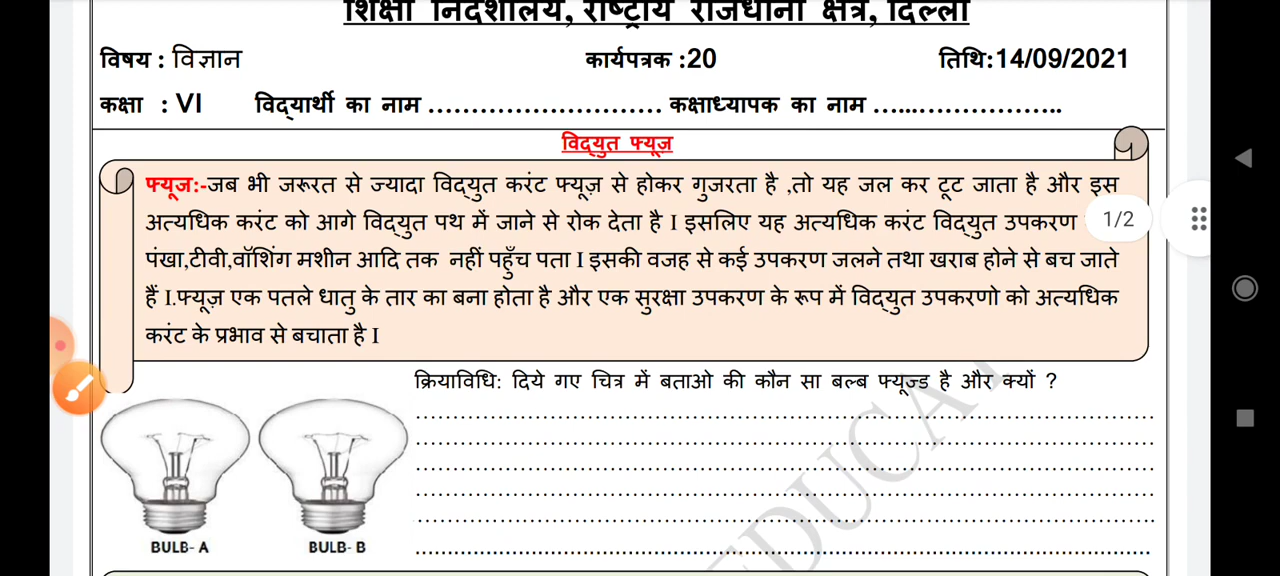 शिक्षा निदेशालय, राष्ट्रीय राजधानी क्षेत्र, दिल्ली
विषय : विज्ञान कार्यपत्रक :20 तिथि:14/09/2021
कक्षा : VI विद्यार्थी का नाम ........................... कक्षाध्यापक का नाम ......................
विद्युत फ्यूज़
फ्यूज:-जब भी जरूरत से ज्यादा विद्युत करंट फ्यूज़ से होकर गुजरता है ,तो यह जल कर टूट जाता है और इस
अत्यधिक करंट को आगे विद्युत पथ में जाने से रोक देता है I इसलिए यह अत्यधिक करंट विद्युत उपकरण
1/2
पंखा,टीवी,वॉशिंग मशीन आदि तक नहीं पहुँच पता I इसकी वजह से कई उपकरण जलने तथा खराब होने से बच जाते
हैं I.फ्यूज़ एक पतले धातु के तार का बना होता है और एक सुरक्षा उपकरण के रूप में विद्युत उपकरणो को अत्यधिक
करंट के प्रभाव से बचाता है I
क्रियाविधि: दिये गए चित्र में बताओ की कौन सा बल्ब फ्यूज्ड है और क्यों ?
BULB- A BULB- B
EDUCAT